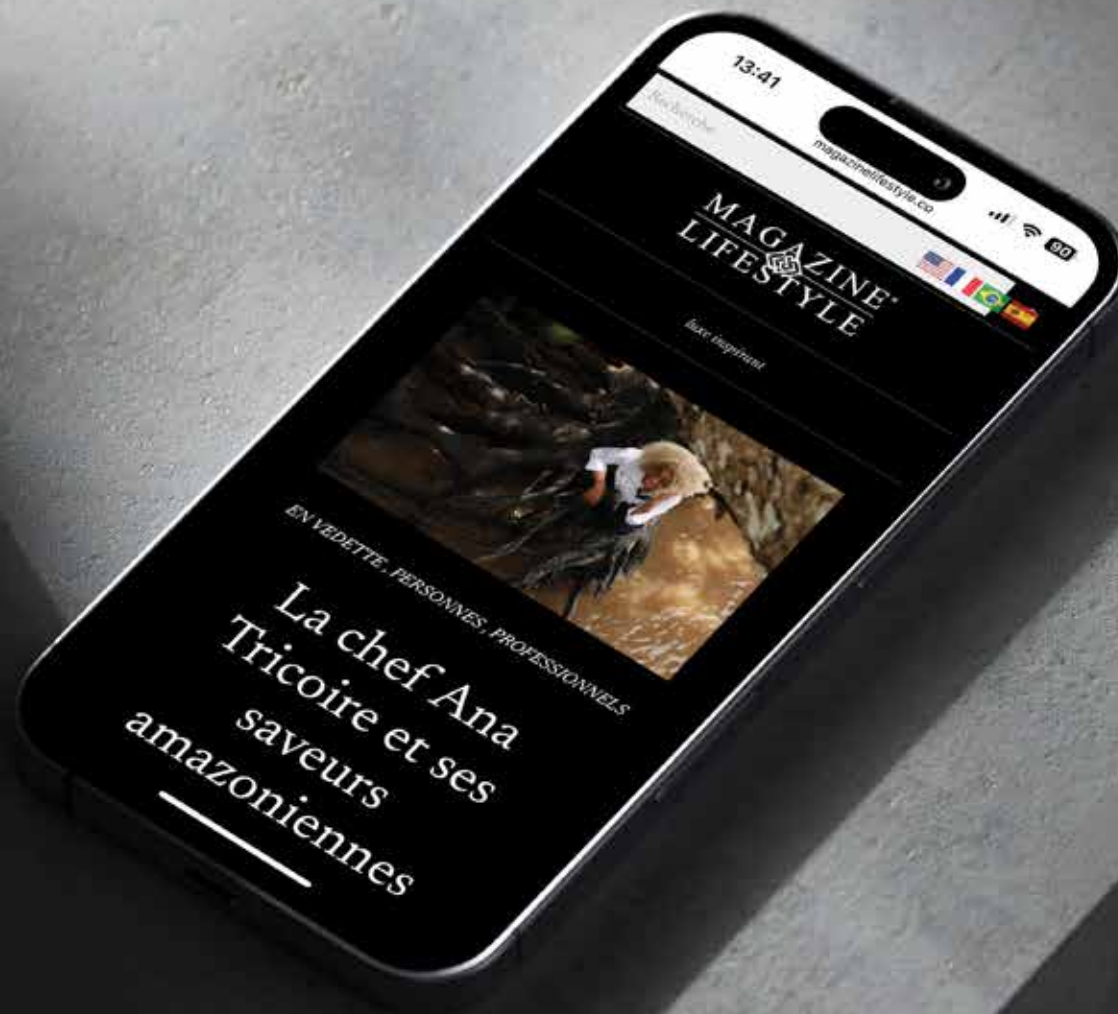 13:41
magazinelifestyle.co
90
Recherche
MAGAZINE
LIFESTYLE
luxe inspirant
EN VEDETTE , PERSONNES , PROFESSIONNELS
La chef Ana
Tricoire et ses
saveurs
amazoniennes